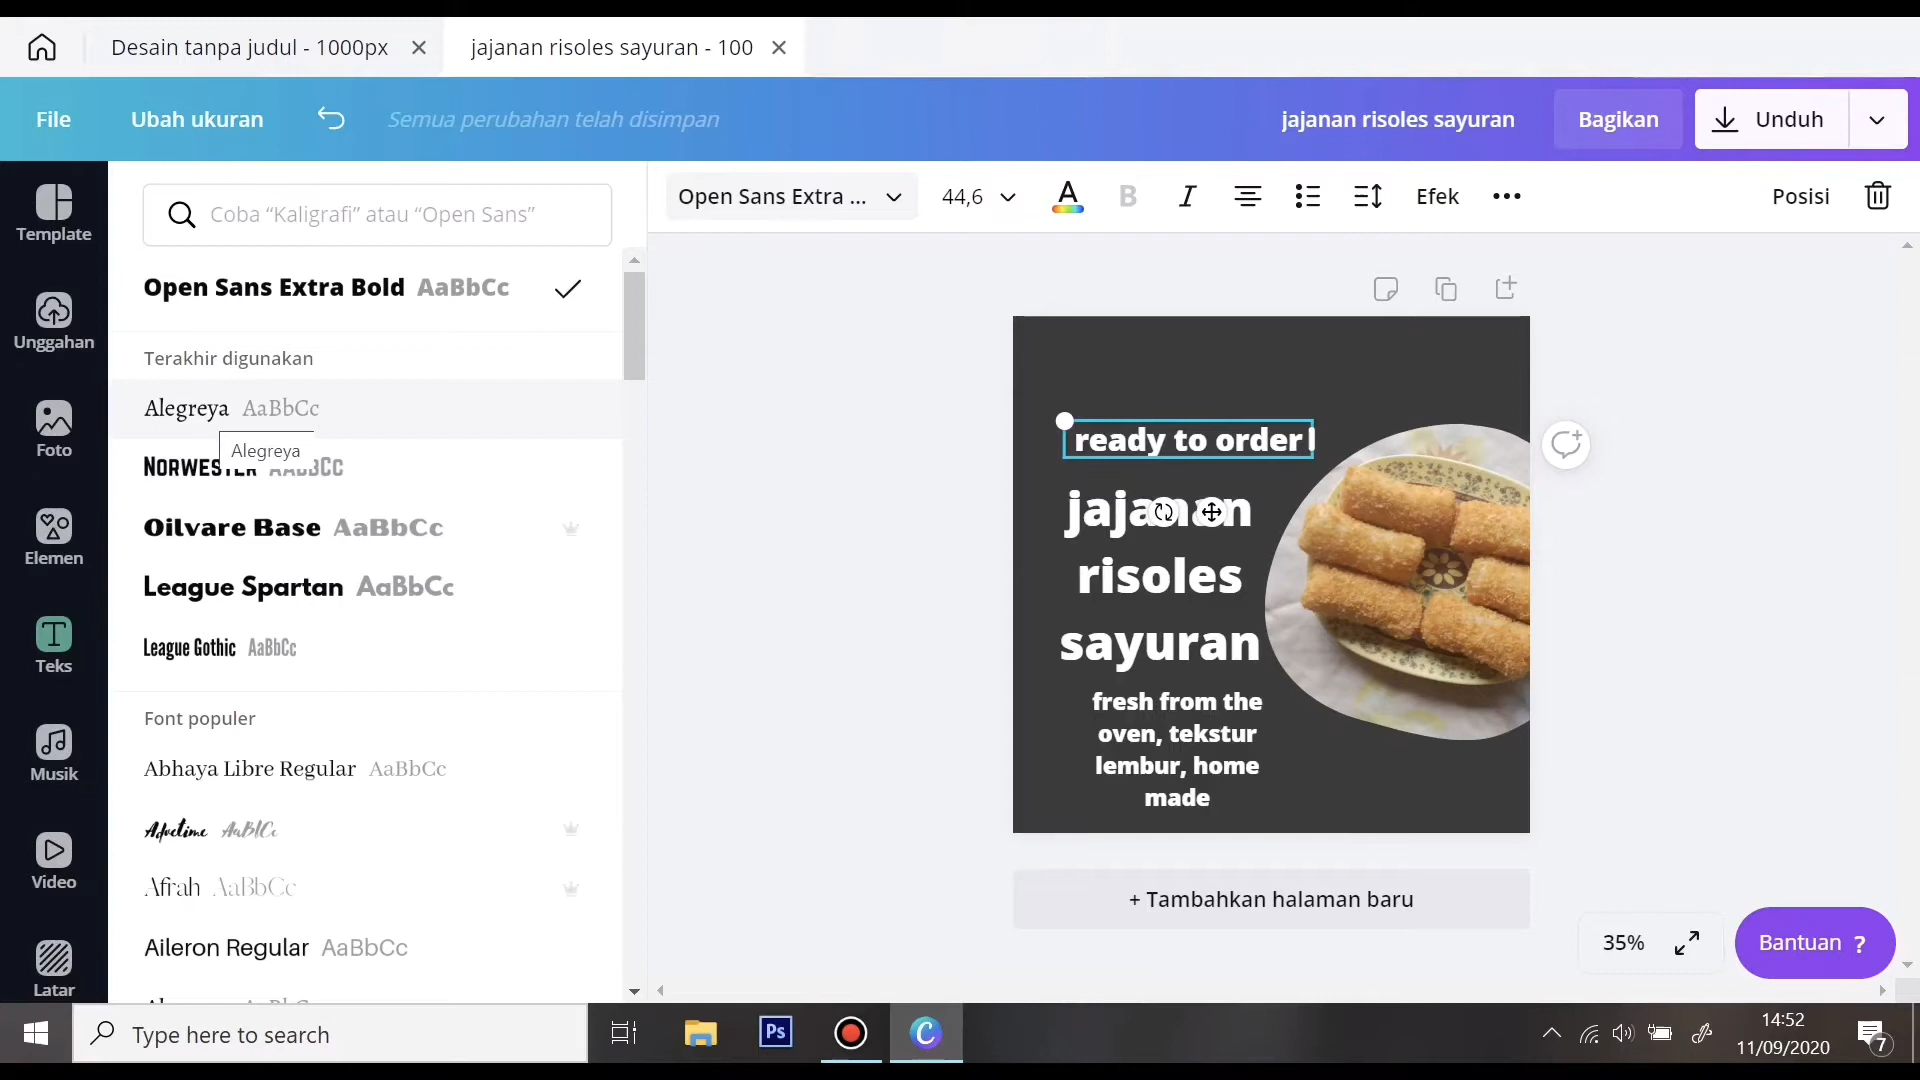 Desain tanpa judul - 1000px
jajanan risoles sayuran - 100
File
Ubah ukuran
Semua perubahan telah disimpan
jajanan risoles sayuran
Bagikan
Unduh
Template
Unggahan
Foto
Elemen
Teks
Musik
Video
Latar
Coba “Kaligrafi” atau “Open Sans”
Open Sans Extra Bold AaBbCc
Terakhir digunakan
Alegreya AaBbCc
Alegreya
Norwester AaBbCc
Oilvare Base AaBbCc
League Spartan AaBbCc
League Gothic AaBbCc
Font populer
Abhaya Libre Regular AaBbCc
Advetime AaBbCc
Afrah AaBbCc
Aileron Regular AaBbCc
Open Sans Extra ...
44,6
A
B
I
Efek
Posisi
ready to order
jajanan
risoles
sayuran
fresh from the
oven, tekstur
lembur, home
made
+ Tambahkan halaman baru
35%
Bantuan ?
Type here to search
Ps
C
14:52
11/09/2020
7